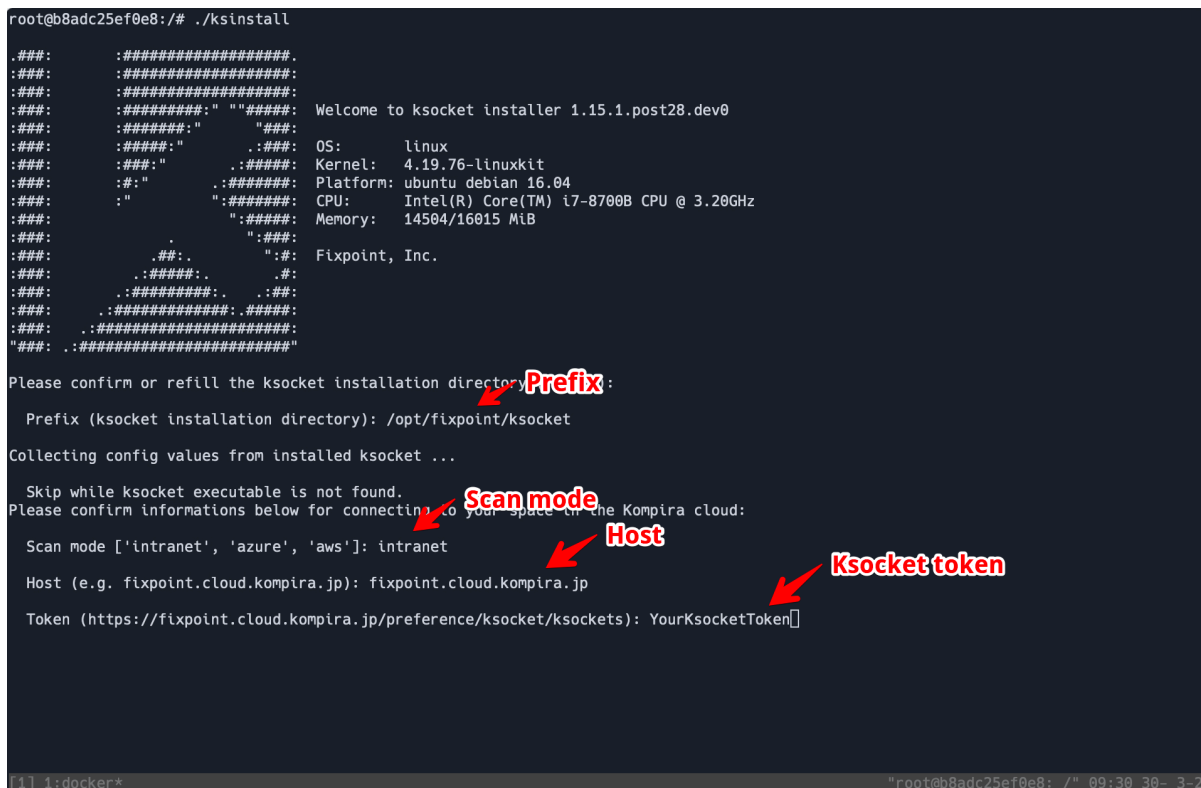 root@b8adc25ef0e8:/# ./ksinstall
.###:       :###################.
:###:       :###################:
:###:       :###################:
:###:       :#########:" ""#####:  Welcome to ksocket installer 1.15.1.post28.dev0
:###:       :#######:"      "###:
:###:       :#####:"       .:###:  OS:       linux
:###:       :###:"       .:#####:  Kernel:   4.19.76-linuxkit
:###:       :#:"       .:#######:  Platform: ubuntu debian 16.04
:###:       :"         ":#######:  CPU:      Intel(R) Core(TM) i7-8700B CPU @ 3.20GHz
:###:                    ":#####:  Memory:   14504/16015 MiB
:###:             .        ":###:
:###:           .##:.        ":#:  Fixpoint, Inc.
:###:         .:#####:.       .#:
:###:       .:#########:.   .:##:
:###:     .:#############:.#####:
:###:   .:######################:
"###: .:########################"
Please confirm or refill the ksocket installation directory :
Prefix
Prefix (ksocket installation directory): /opt/fixpoint/ksocket
Collecting config values from installed ksocket ...
Skip while ksocket executable is not found.
Scan mode
Please confirm informations below for connecting to your space in the Kompira cloud:
Host
Scan mode ['intranet', 'azure', 'aws']: intranet
Ksocket token
Host (e.g. fixpoint.cloud.kompira.jp): fixpoint.cloud.kompira.jp
Token (https://fixpoint.cloud.kompira.jp/preference/ksocket/ksockets): YourKsocketToken
[1] 1:docker* "root@b8adc25ef0e8: /" 09:30 30- 3-2